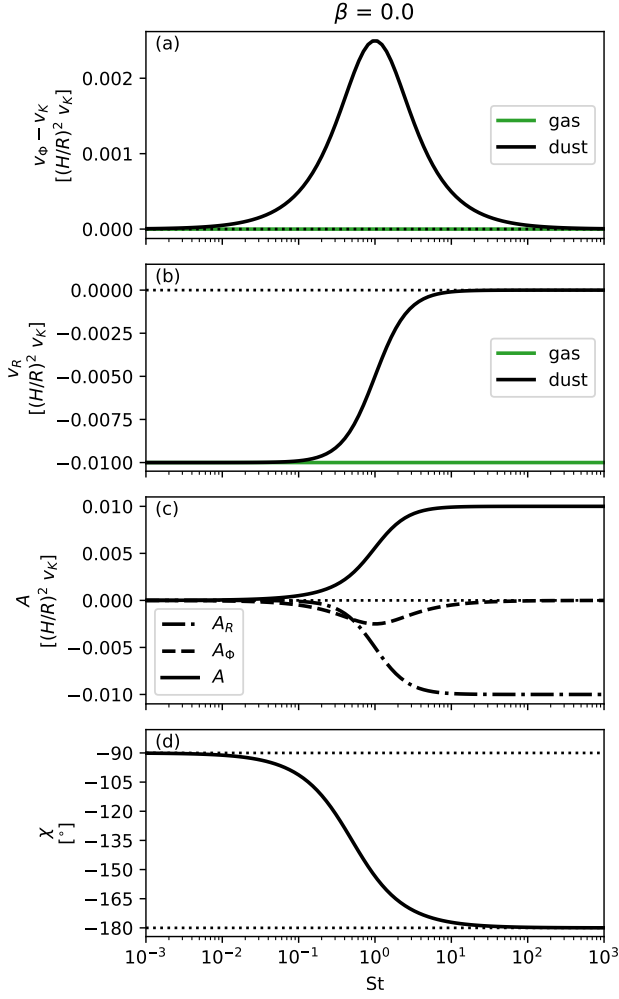 β = 0.0
(a)
0.002
0.001
0.000
v_Φ − v_K
[(H/R)² v_K]
gas
dust
(b)
0.0000
−0.0025
−0.0050
−0.0075
−0.0100
v_R
[(H/R)² v_K]
gas
dust
(c)
0.010
0.005
0.000
−0.005
−0.010
A
[(H/R)² v_K]
A_R
A_Φ
A
(d)
−90
−105
−120
−135
−150
−165
−180
χ
[°]
10⁻³
10⁻²
10⁻¹
10⁰
10¹
10²
10³
St